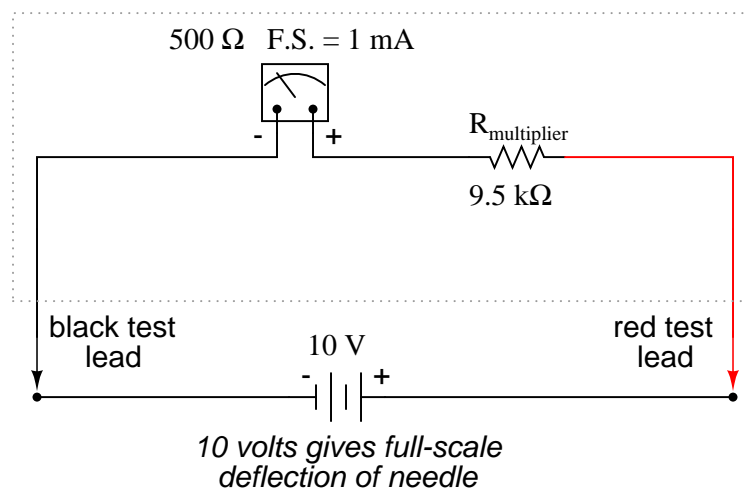 500 Ω F.S. = 1 mA
- +
Rmultiplier
9.5 kΩ
black test
lead
red test
lead
10 V
- +
10 volts gives full-scale
deflection of needle